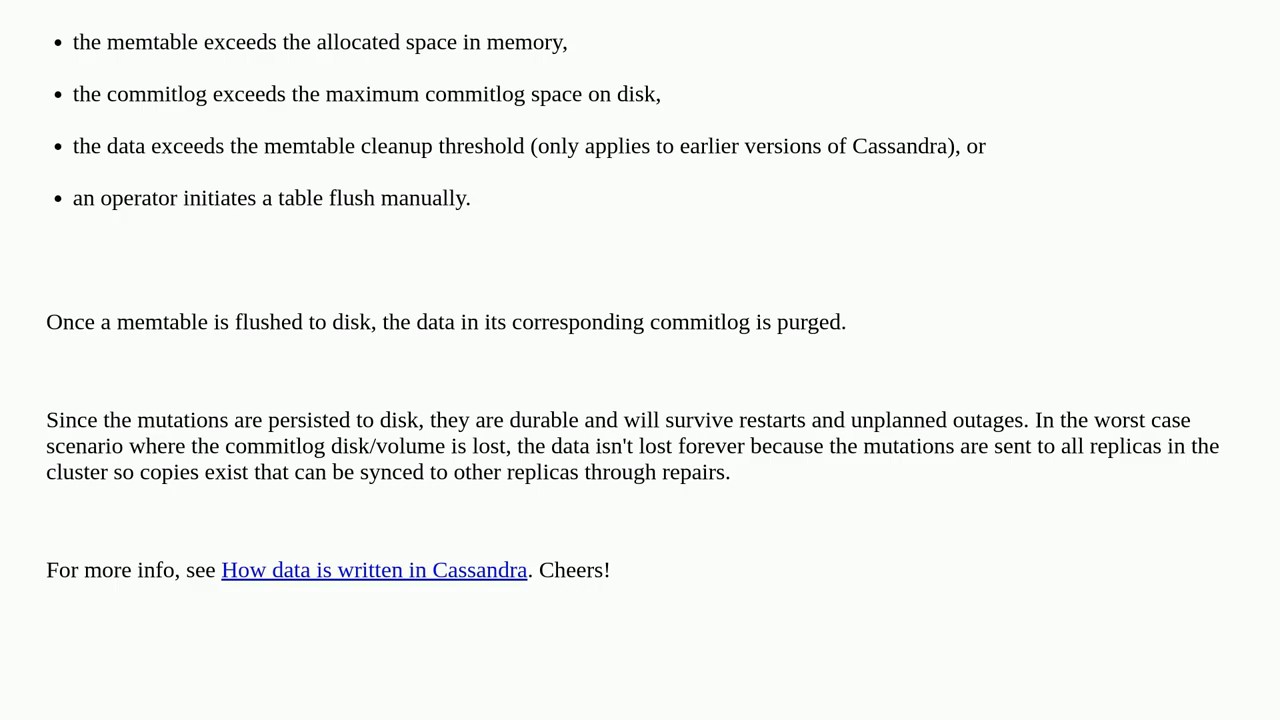 • the memtable exceeds the allocated space in memory,
• the commitlog exceeds the maximum commitlog space on disk,
• the data exceeds the memtable cleanup threshold (only applies to earlier versions of Cassandra), or
• an operator initiates a table flush manually.
Once a memtable is flushed to disk, the data in its corresponding commitlog is purged.
Since the mutations are persisted to disk, they are durable and will survive restarts and unplanned outages. In the worst case
scenario where the commitlog disk/volume is lost, the data isn't lost forever because the mutations are sent to all replicas in the
cluster so copies exist that can be synced to other replicas through repairs.
For more info, see How data is written in Cassandra. Cheers!